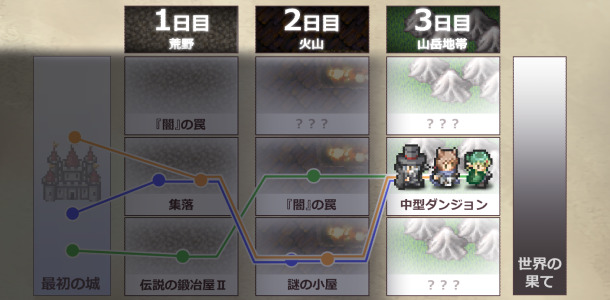 1日目
荒野
2日目
火山
3日目
山岳地帯
『闇』の罠
？？？
？？？
集落
『闇』の罠
中型ダンジョン
最初の城
伝説の鍛冶屋Ⅱ
謎の小屋
？？？
世界の
果て